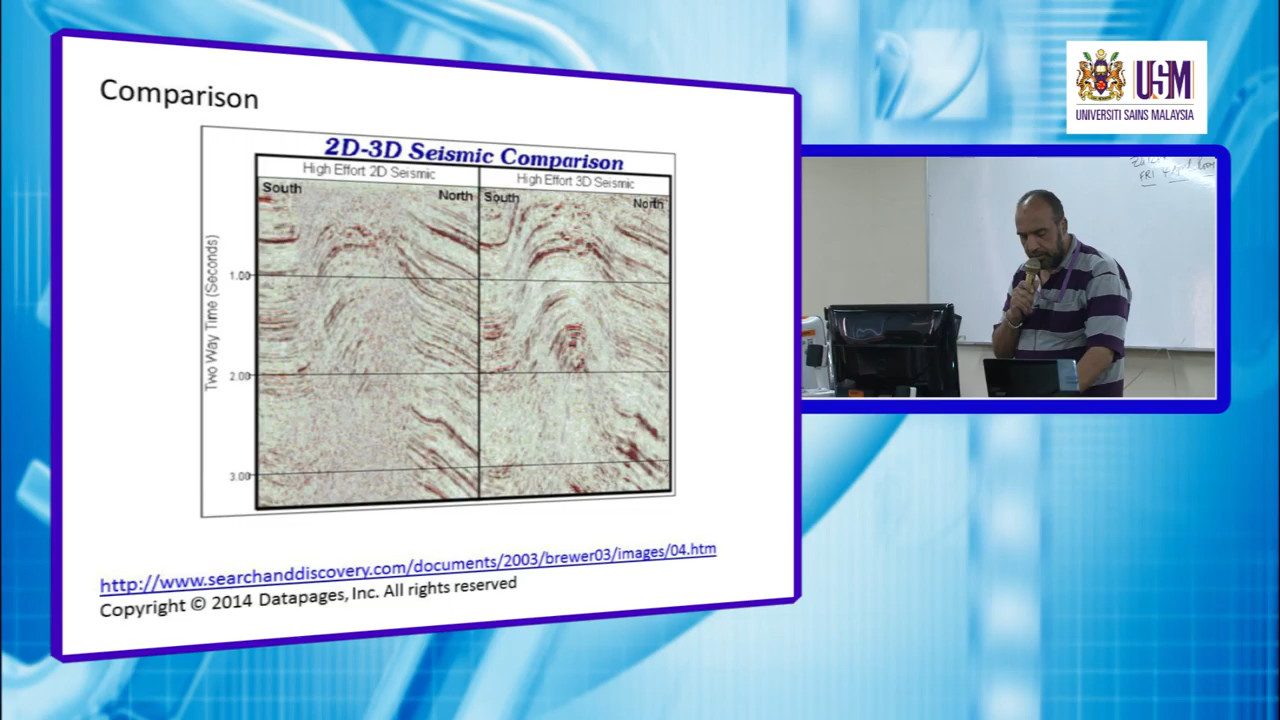 Comparison
2D-3D Seismic Comparison
High Effort 2D Seismic
High Effort 3D Seismic
South
North
South
North
Two Way Time (Seconds)
1.00
2.00
3.00
http://www.searchanddiscovery.com/documents/2003/brewer03/images/04.htm
Copyright © 2014 Datapages, Inc. All rights reserved
USM
UNIVERSITI SAINS MALAYSIA
FRI